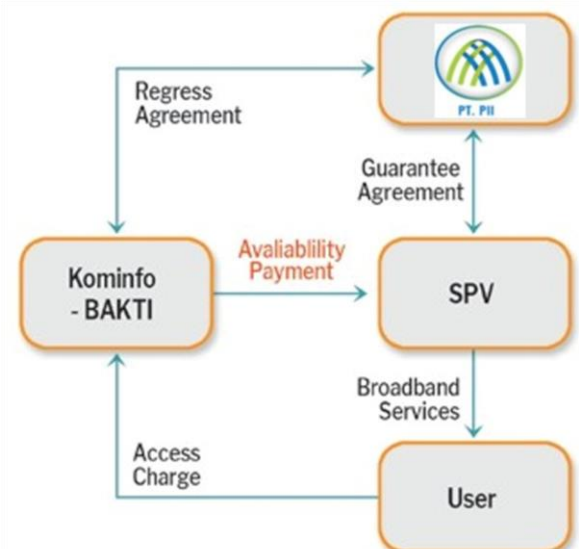 PT. PII
Regress
Agreement
Guarantee
Agreement
Avaliablility
Payment
Kominfo
- BAKTI
SPV
Broadband
Services
Access
Charge
User